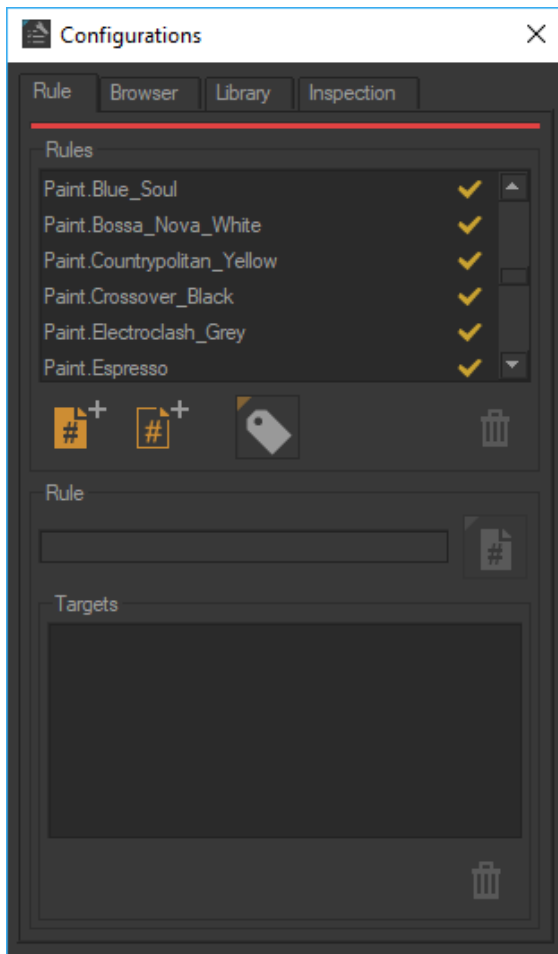 Configurations
Rule Browser Library Inspection
Rules
Paint.Blue_Soul
Paint.Bossa_Nova_White
Paint.Countrypolitan_Yellow
Paint.Crossover_Black
Paint.Electroclash_Grey
Paint.Espresso
# + # +
Rule
#
Targets